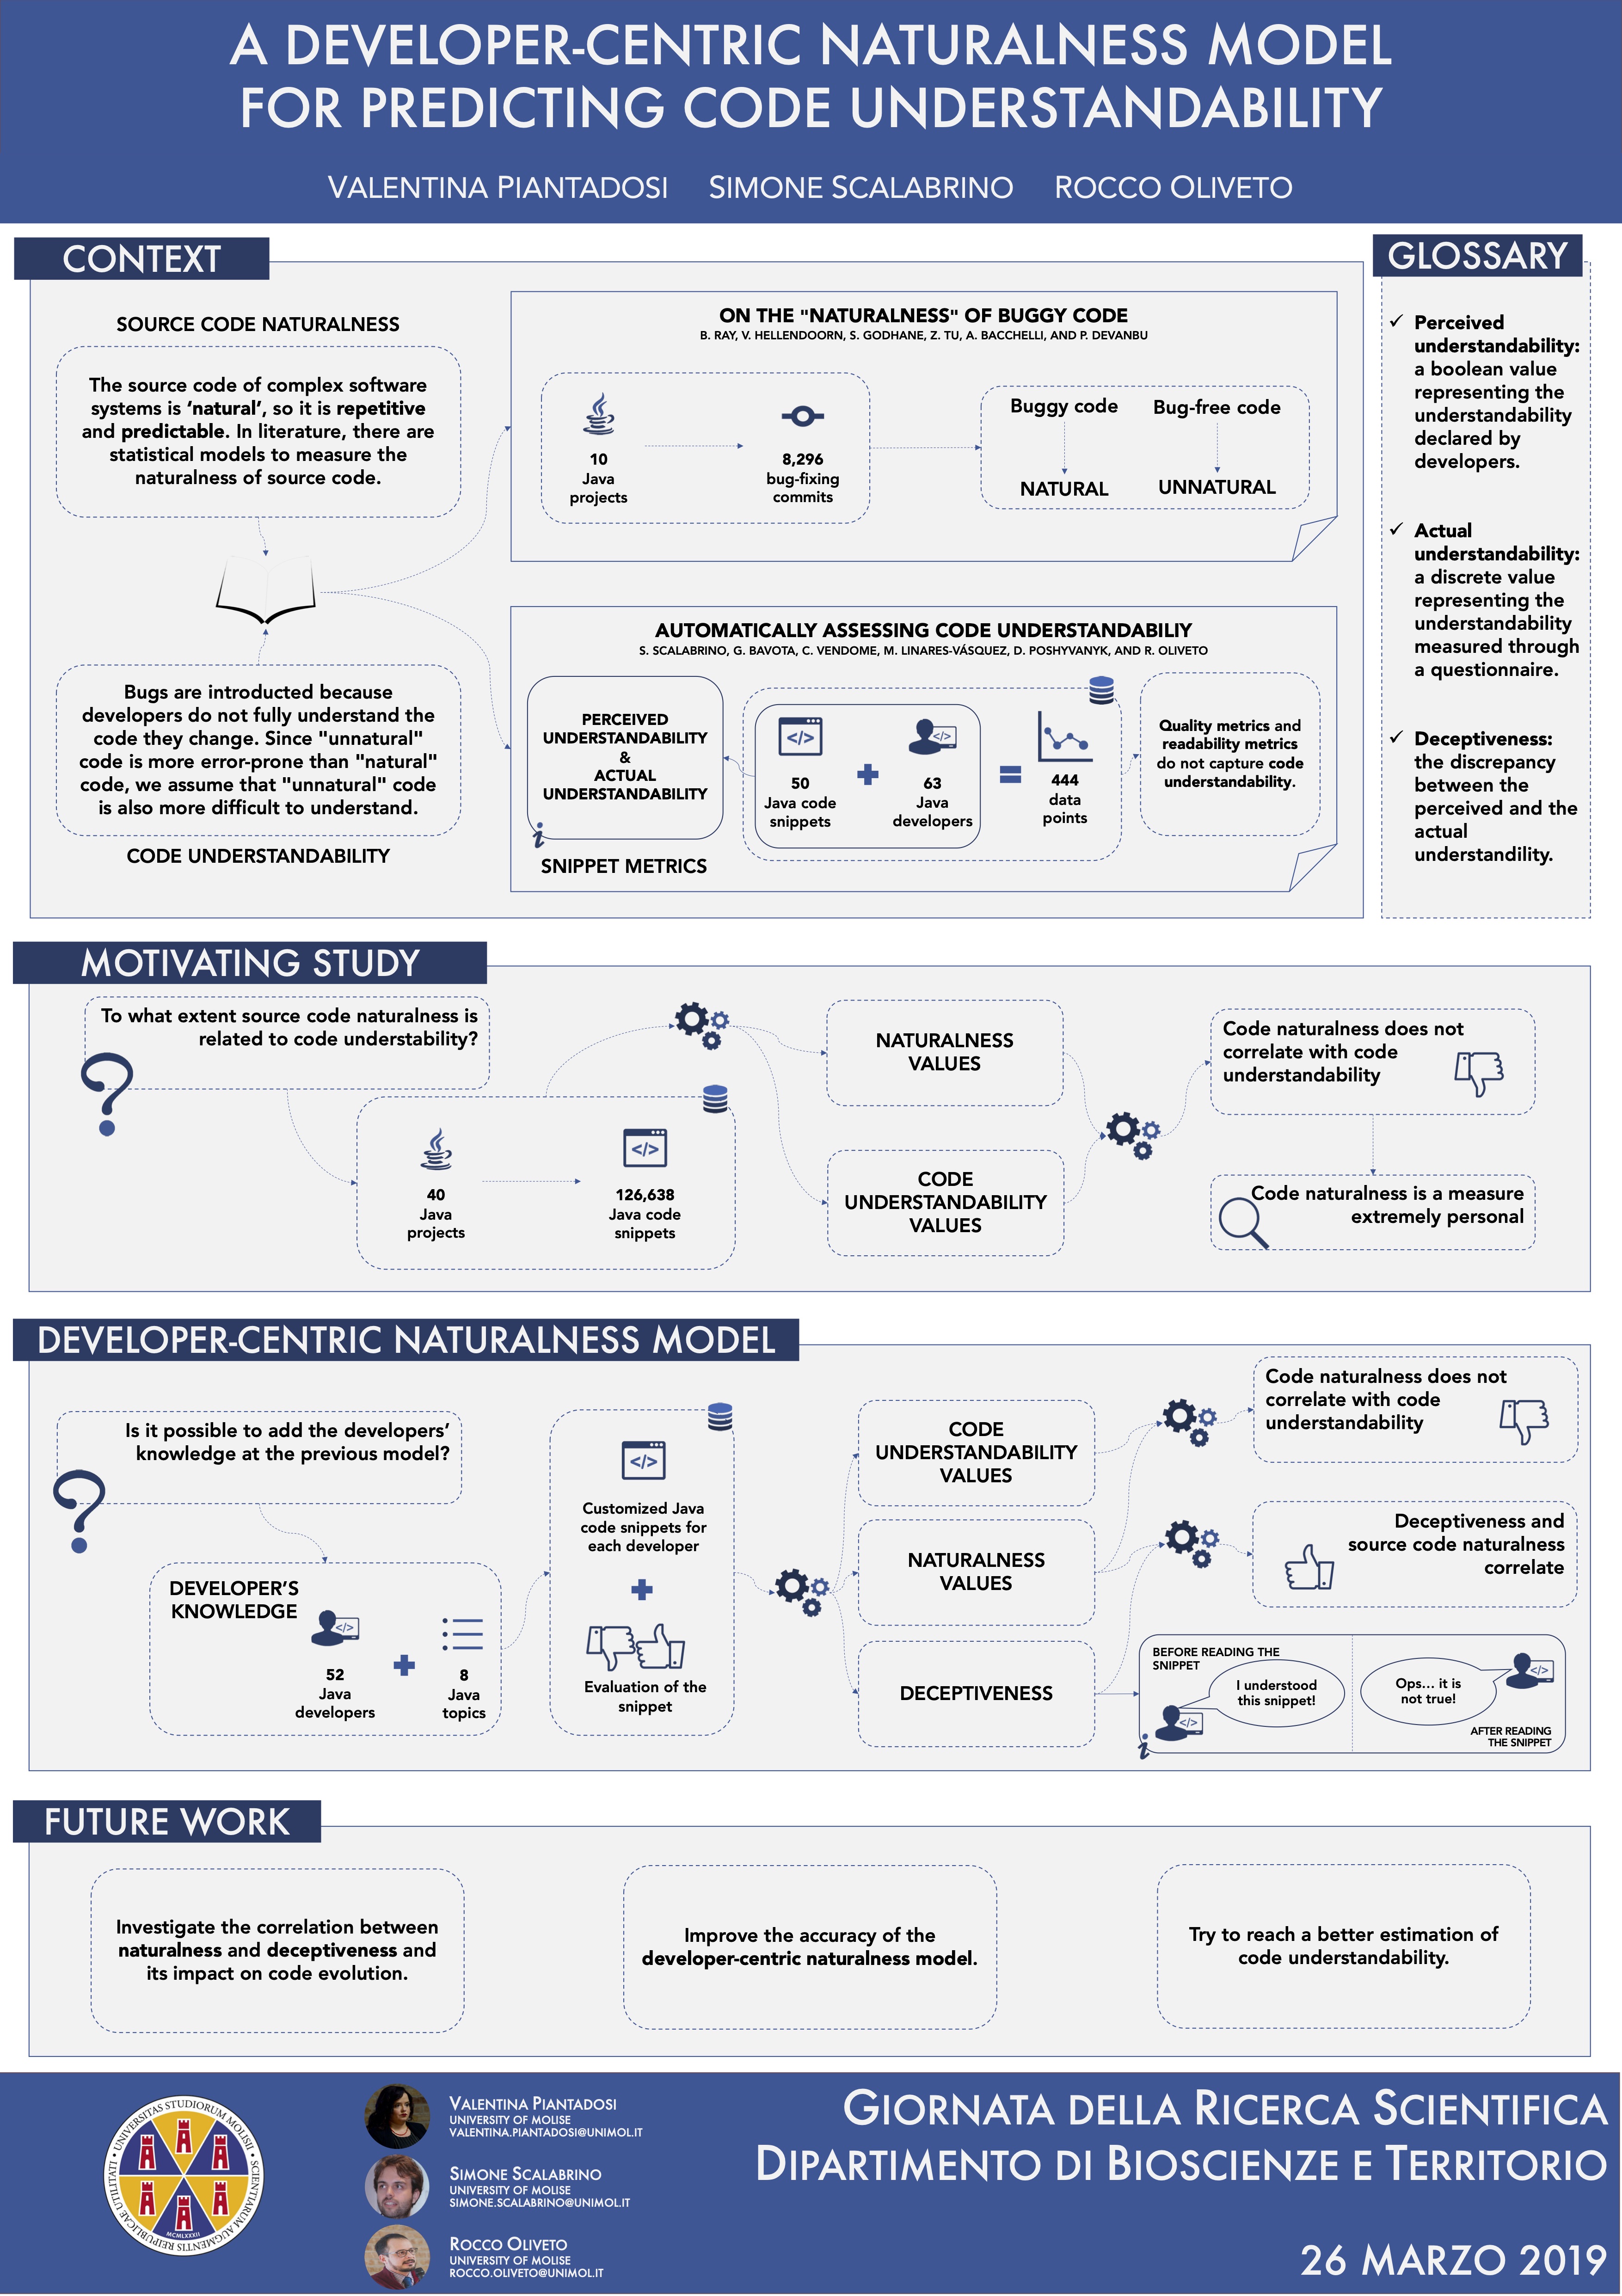 A DEVELOPER-CENTRIC NATURALNESS MODEL
FOR PREDICTING CODE UNDERSTANDABILITY
VALENTINA PIANTADOSI SIMONE SCALABRINO ROCCO OLIVETO
CONTEXT
SOURCE CODE NATURALNESS
The source code of complex software
systems is ‘natural’, so it is repetitive
and predictable. In literature, there are
statistical models to measure the
naturalness of source code.
Bugs are introducted because
developers do not fully understand the
code they change. Since "unnatural"
code is more error-prone than "natural"
code, we assume that "unnatural" code
is also more difficult to understand.
CODE UNDERSTANDABILITY
ON THE "NATURALNESS" OF BUGGY CODE
B. RAY, V. HELLENDOORN, S. GODHANE, Z. TU, A. BACCHELLI, AND P. DEVANBU
10
Java
projects
8,296
bug-fixing
commits
Buggy code
NATURAL
Bug-free code
UNNATURAL
AUTOMATICALLY ASSESSING CODE UNDERSTANDABILIY
S. SCALABRINO, G. BAVOTA, C. VENDOME, M. LINARES-VÁSQUEZ, D. POSHYVANYK, AND R. OLIVETO
PERCEIVED
UNDERSTANDABILITY
&
ACTUAL
UNDERSTANDABILITY
i
SNIPPET METRICS
</>
50
Java code
snippets
</>
63
Java
developers
444
data
points
Quality metrics and
readability metrics
do not capture code
understandability.
GLOSSARY
✓ Perceived
understandability:
a boolean value
representing the
understandability
declared by
developers.
✓ Actual
understandability:
a discrete value
representing the
understandability
measured through
a questionnaire.
✓ Deceptiveness:
the discrepancy
between the
perceived and the
actual
understandility.
MOTIVATING STUDY
To what extent source code naturalness is
related to code understability?
?
40
Java
projects
</>
126,638
Java code
snippets
NATURALNESS
VALUES
CODE
UNDERSTANDABILITY
VALUES
Code naturalness does not
correlate with code
understandability
Code naturalness is a measure
extremely personal
DEVELOPER-CENTRIC NATURALNESS MODEL
Is it possible to add the developers’
knowledge at the previous model?
?
DEVELOPER’S
KNOWLEDGE
</>
52
Java
developers
8
Java
topics
</>
Customized Java
code snippets for
each developer
Evaluation of the
snippet
CODE
UNDERSTANDABILITY
VALUES
NATURALNESS
VALUES
DECEPTIVENESS
Code naturalness does not
correlate with code
understandability
Deceptiveness and
source code naturalness
correlate
BEFORE READING THE
SNIPPET
I understood
this snippet!
</>
i
Ops... it is
not true!
</>
AFTER READING
THE SNIPPET
FUTURE WORK
Investigate the correlation between
naturalness and deceptiveness and
its impact on code evolution.
Improve the accuracy of the
developer-centric naturalness model.
Try to reach a better estimation of
code understandability.
UNIVERSITAS STUDIORUM MOLISII • SCIENTIARUM AUGMENTIS REIPUBLICAE UTILITATI •
MCMLXXXII
VALENTINA PIANTADOSI
UNIVERSITY OF MOLISE
VALENTINA.PIANTADOSI@UNIMOL.IT
SIMONE SCALABRINO
UNIVERSITY OF MOLISE
SIMONE.SCALABRINO@UNIMOL.IT
ROCCO OLIVETO
UNIVERSITY OF MOLISE
ROCCO.OLIVETO@UNIMOL.IT
GIORNATA DELLA RICERCA SCIENTIFICA
DIPARTIMENTO DI BIOSCIENZE E TERRITORIO
26 MARZO 2019